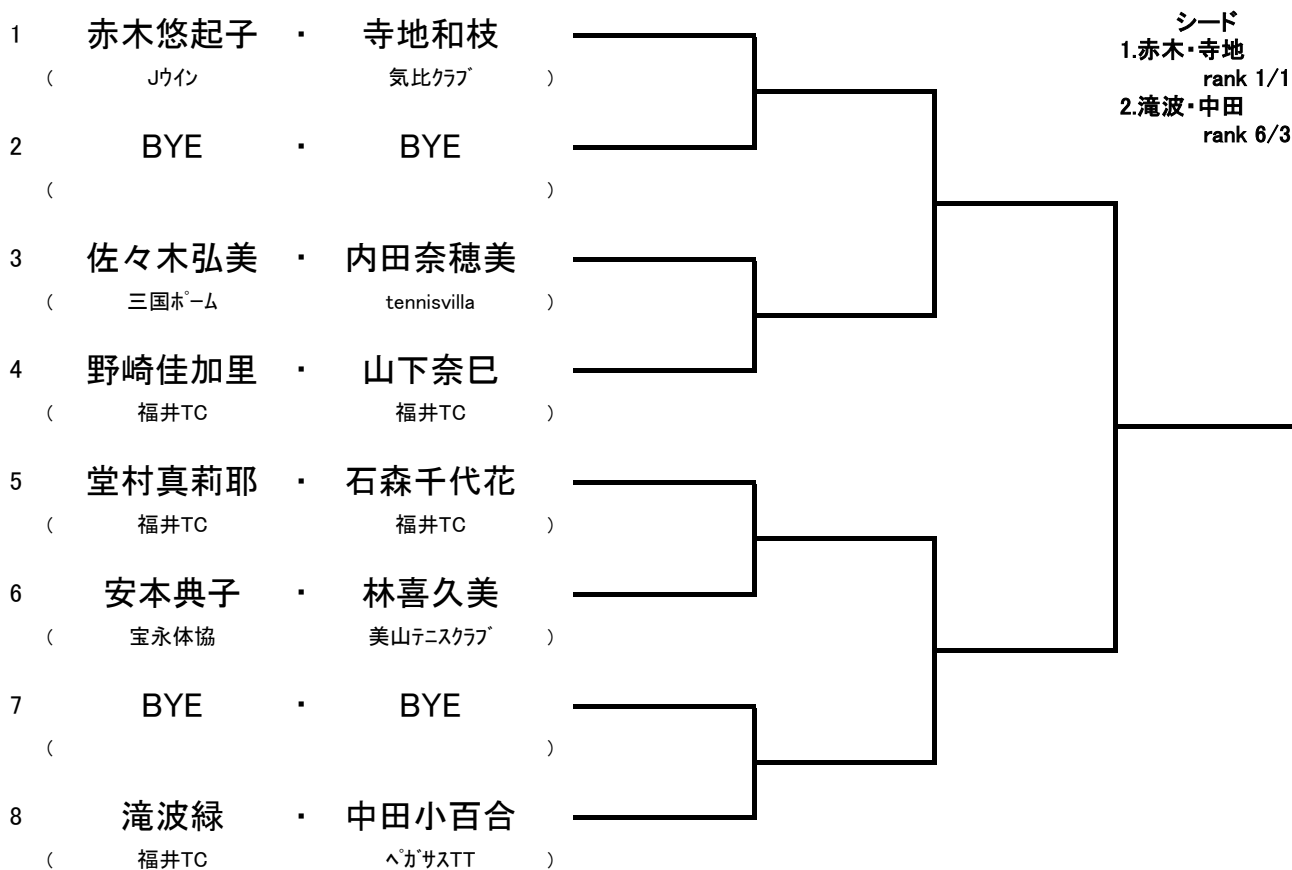 シード
1.赤木・寺地
rank 1/1
2.滝波・中田
rank 6/3
1 赤木悠起子 ・ 寺地和枝
( Jウイン 気比ｸﾗﾌﾞ )
2 BYE ・ BYE
( )
3 佐々木弘美 ・ 内田奈穂美
( 三国ﾎﾟｰﾑ tennisvilla )
4 野崎佳加里 ・ 山下奈巳
( 福井TC 福井TC )
5 堂村真莉耶 ・ 石森千代花
( 福井TC 福井TC )
6 安本典子 ・ 林喜久美
( 宝永体協 美山ﾃﾆｽｸﾗﾌﾞ )
7 BYE ・ BYE
( )
8 滝波緑 ・ 中田小百合
( 福井TC ﾍﾟｶﾞｻｽTT )